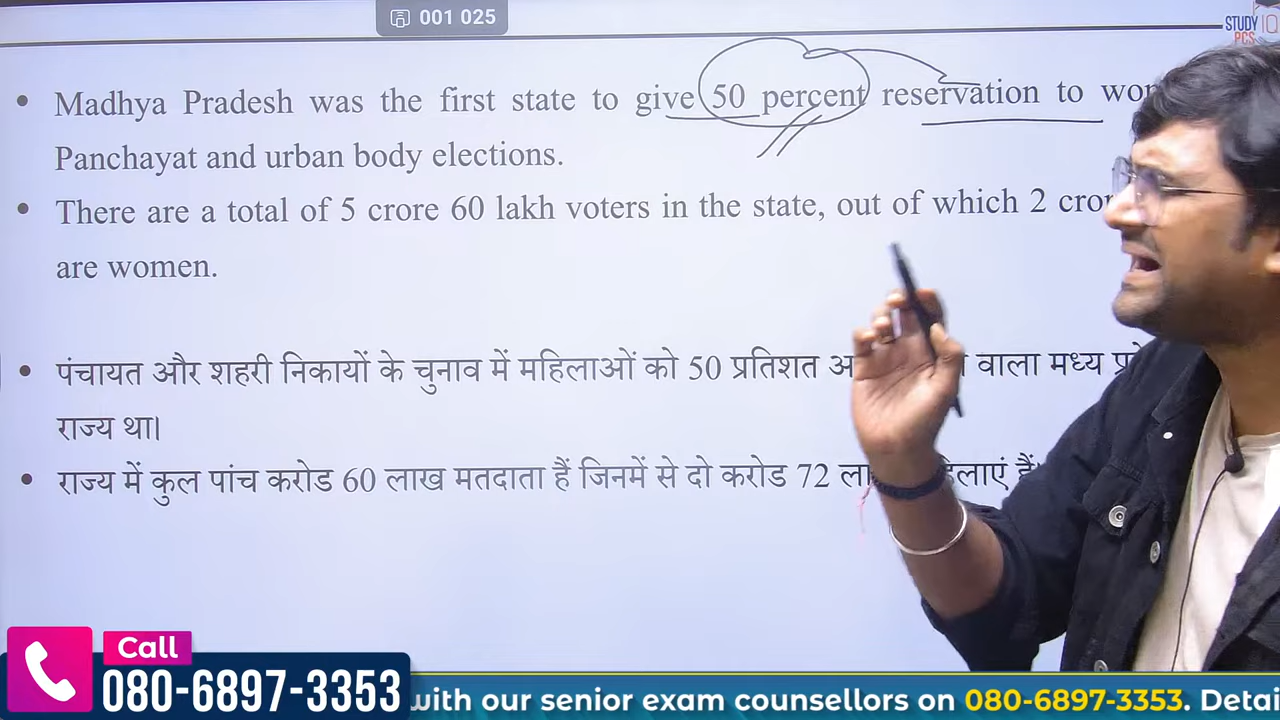 001 025
STUDY IQ
PCS
• Madhya Pradesh was the first state to give 50 percent reservation to
Panchayat and urban body elections.
• There are a total of 5 crore 60 lakh voters in the state, out of which 2
are women.
• पंचायत और शहरी निकायों के चुनाव में महिलाओं को 50 प्रतिशत वाला मध्य
राज्य था।
• राज्य में कुल पांच करोड 60 लाख मतदाता हैं जिनमें से दो करोड 72
Call
080-6897-3353
with our senior exam counsellors on 080-6897-3353.